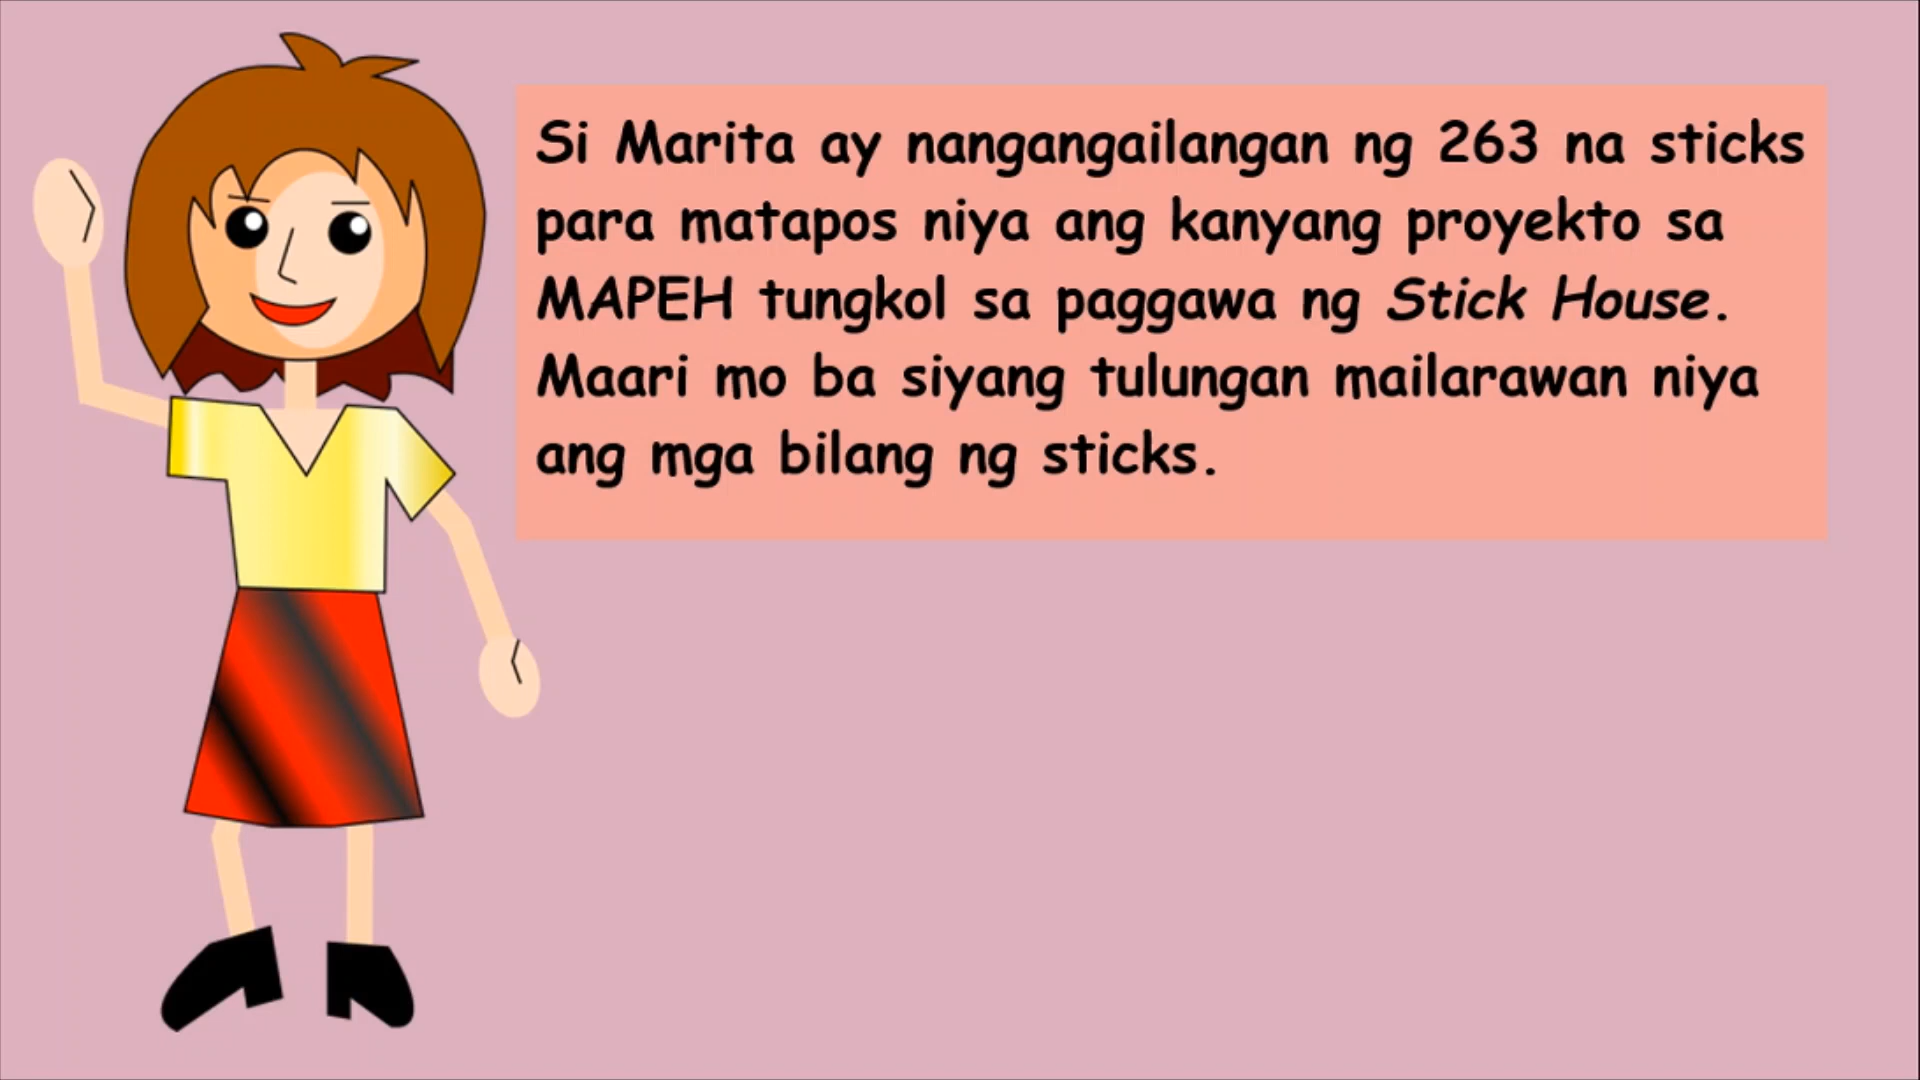 Si Marita ay nangangailangan ng 263 na sticks
para matapos niya ang kanyang proyekto sa
MAPEH tungkol sa paggawa ng Stick House.
Maari mo ba siyang tulungan mailarawan niya
ang mga bilang ng sticks.